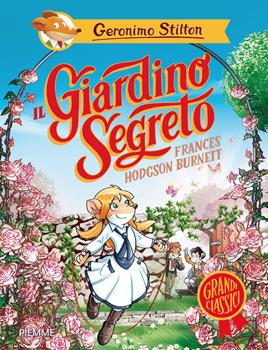 Geronimo Stilton
IL Giardino
Segreto
FRANCES
HODGSON BURNETT
GRANDI
CLASSICI
PIEMME